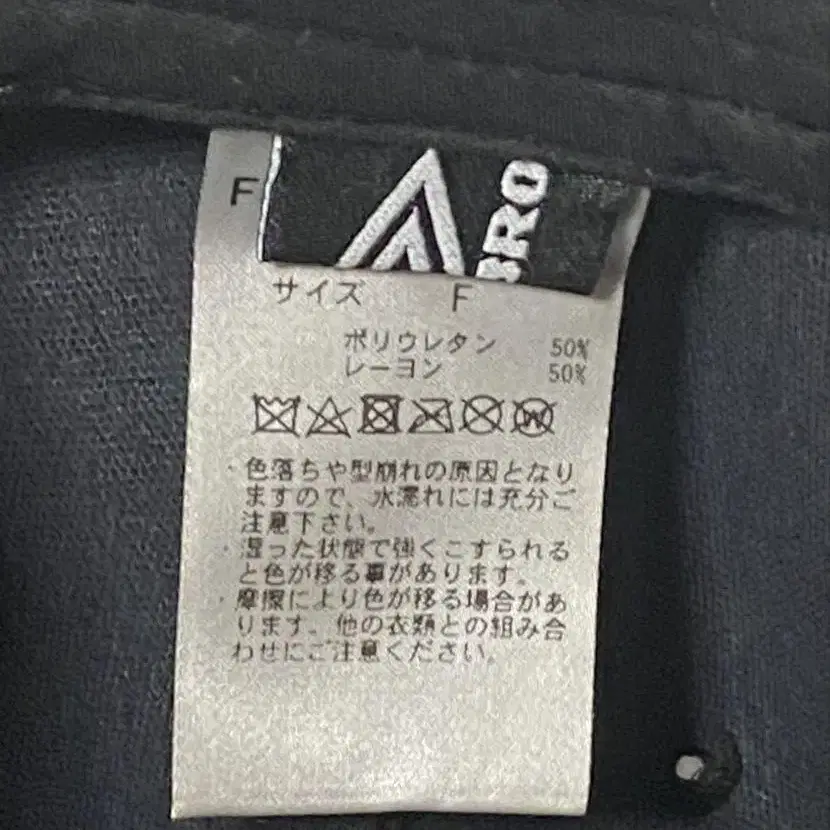 F
BRO
サイズ F
ポリウレタン 50%
レーヨン 50%
・色落ちや型崩れの原因となり
ますので、水濡れには充分ご
注意下さい。
・湿った状態で強くこすられる
と色が移る事があります。
・摩擦により色が移る場合があ
ります、他の衣類との組み合
わせにご注意ください。